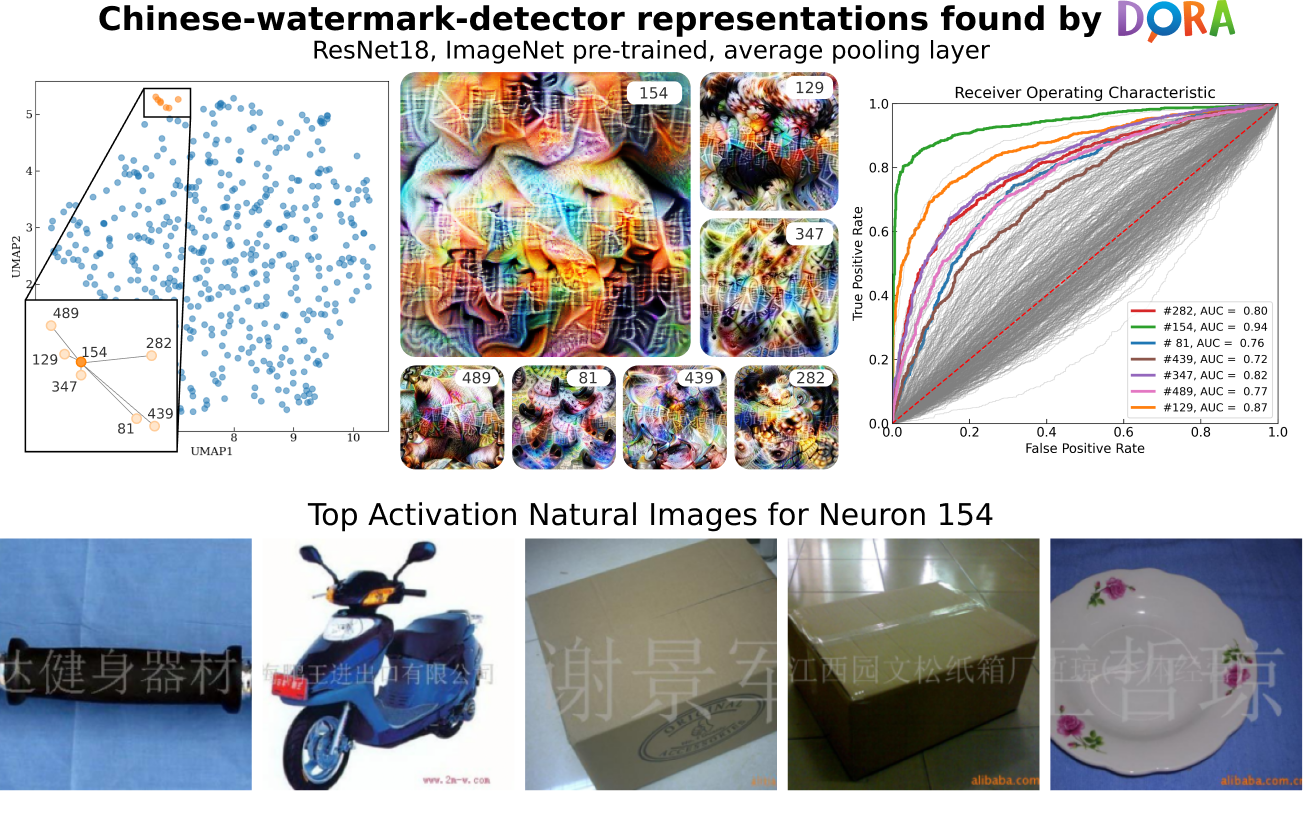 Chinese-watermark-detector representations found by DORA
ResNet18, ImageNet pre-trained, average pooling layer
UMAP2
5
4
3
2
8
9
10
UMAP1
489
129
154
282
347
439
81
154
129
347
489
81
439
282
Receiver Operating Characteristic
True Positive Rate
1.0
0.8
0.6
0.4
0.2
0.0
0.0
0.2
0.4
0.6
0.8
1.0
False Positive Rate
#282, AUC = 0.80
#154, AUC = 0.94
# 81, AUC = 0.76
#439, AUC = 0.72
#347, AUC = 0.82
#489, AUC = 0.77
#129, AUC = 0.87
Top Activation Natural Images for Neuron 154
达健身器材
王进出口有限公司
www.2m-v.com
谢景军
ORIGINAL
ACCESSORIES
江西园文松纸箱厂
alibaba.com
哲琼
alibaba.com.c